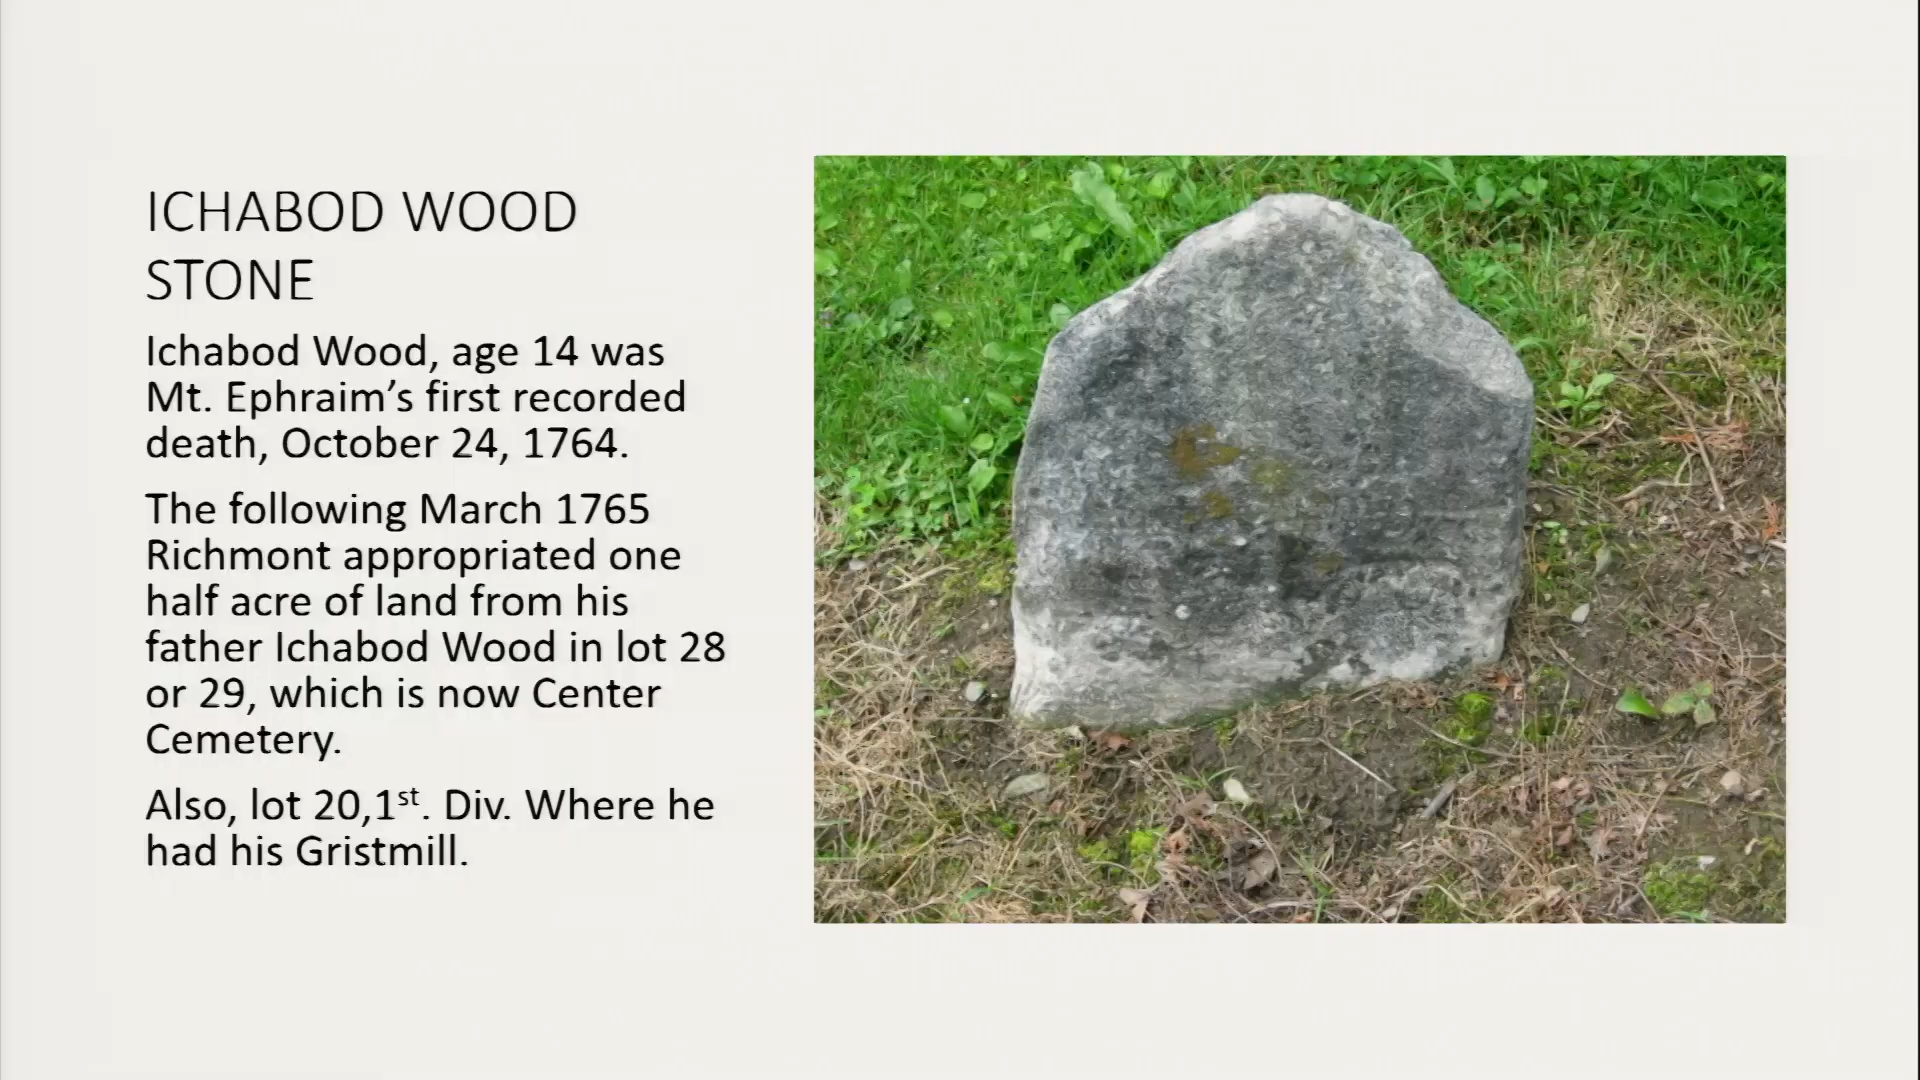 ICHABOD WOOD
STONE
Ichabod Wood, age 14 was
Mt. Ephraim’s first recorded
death, October 24, 1764.
The following March 1765
Richmont appropriated one
half acre of land from his
father Ichabod Wood in lot 28
or 29, which is now Center
Cemetery.
Also, lot 20,1st. Div. Where he
had his Gristmill.